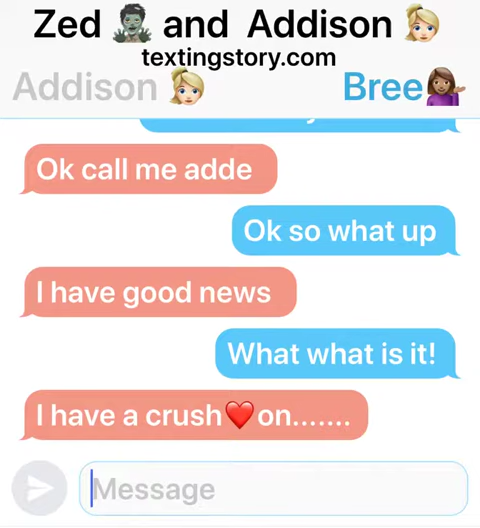 Zed 🧟‍♂️ and Addison 👱🏼‍♀️
textingstory.com
Addison 👱🏼‍♀️ Bree 💁🏾‍♀️
Ok call me adde
Ok so what up
I have good news
What what is it!
I have a crush❤️on.......
Message